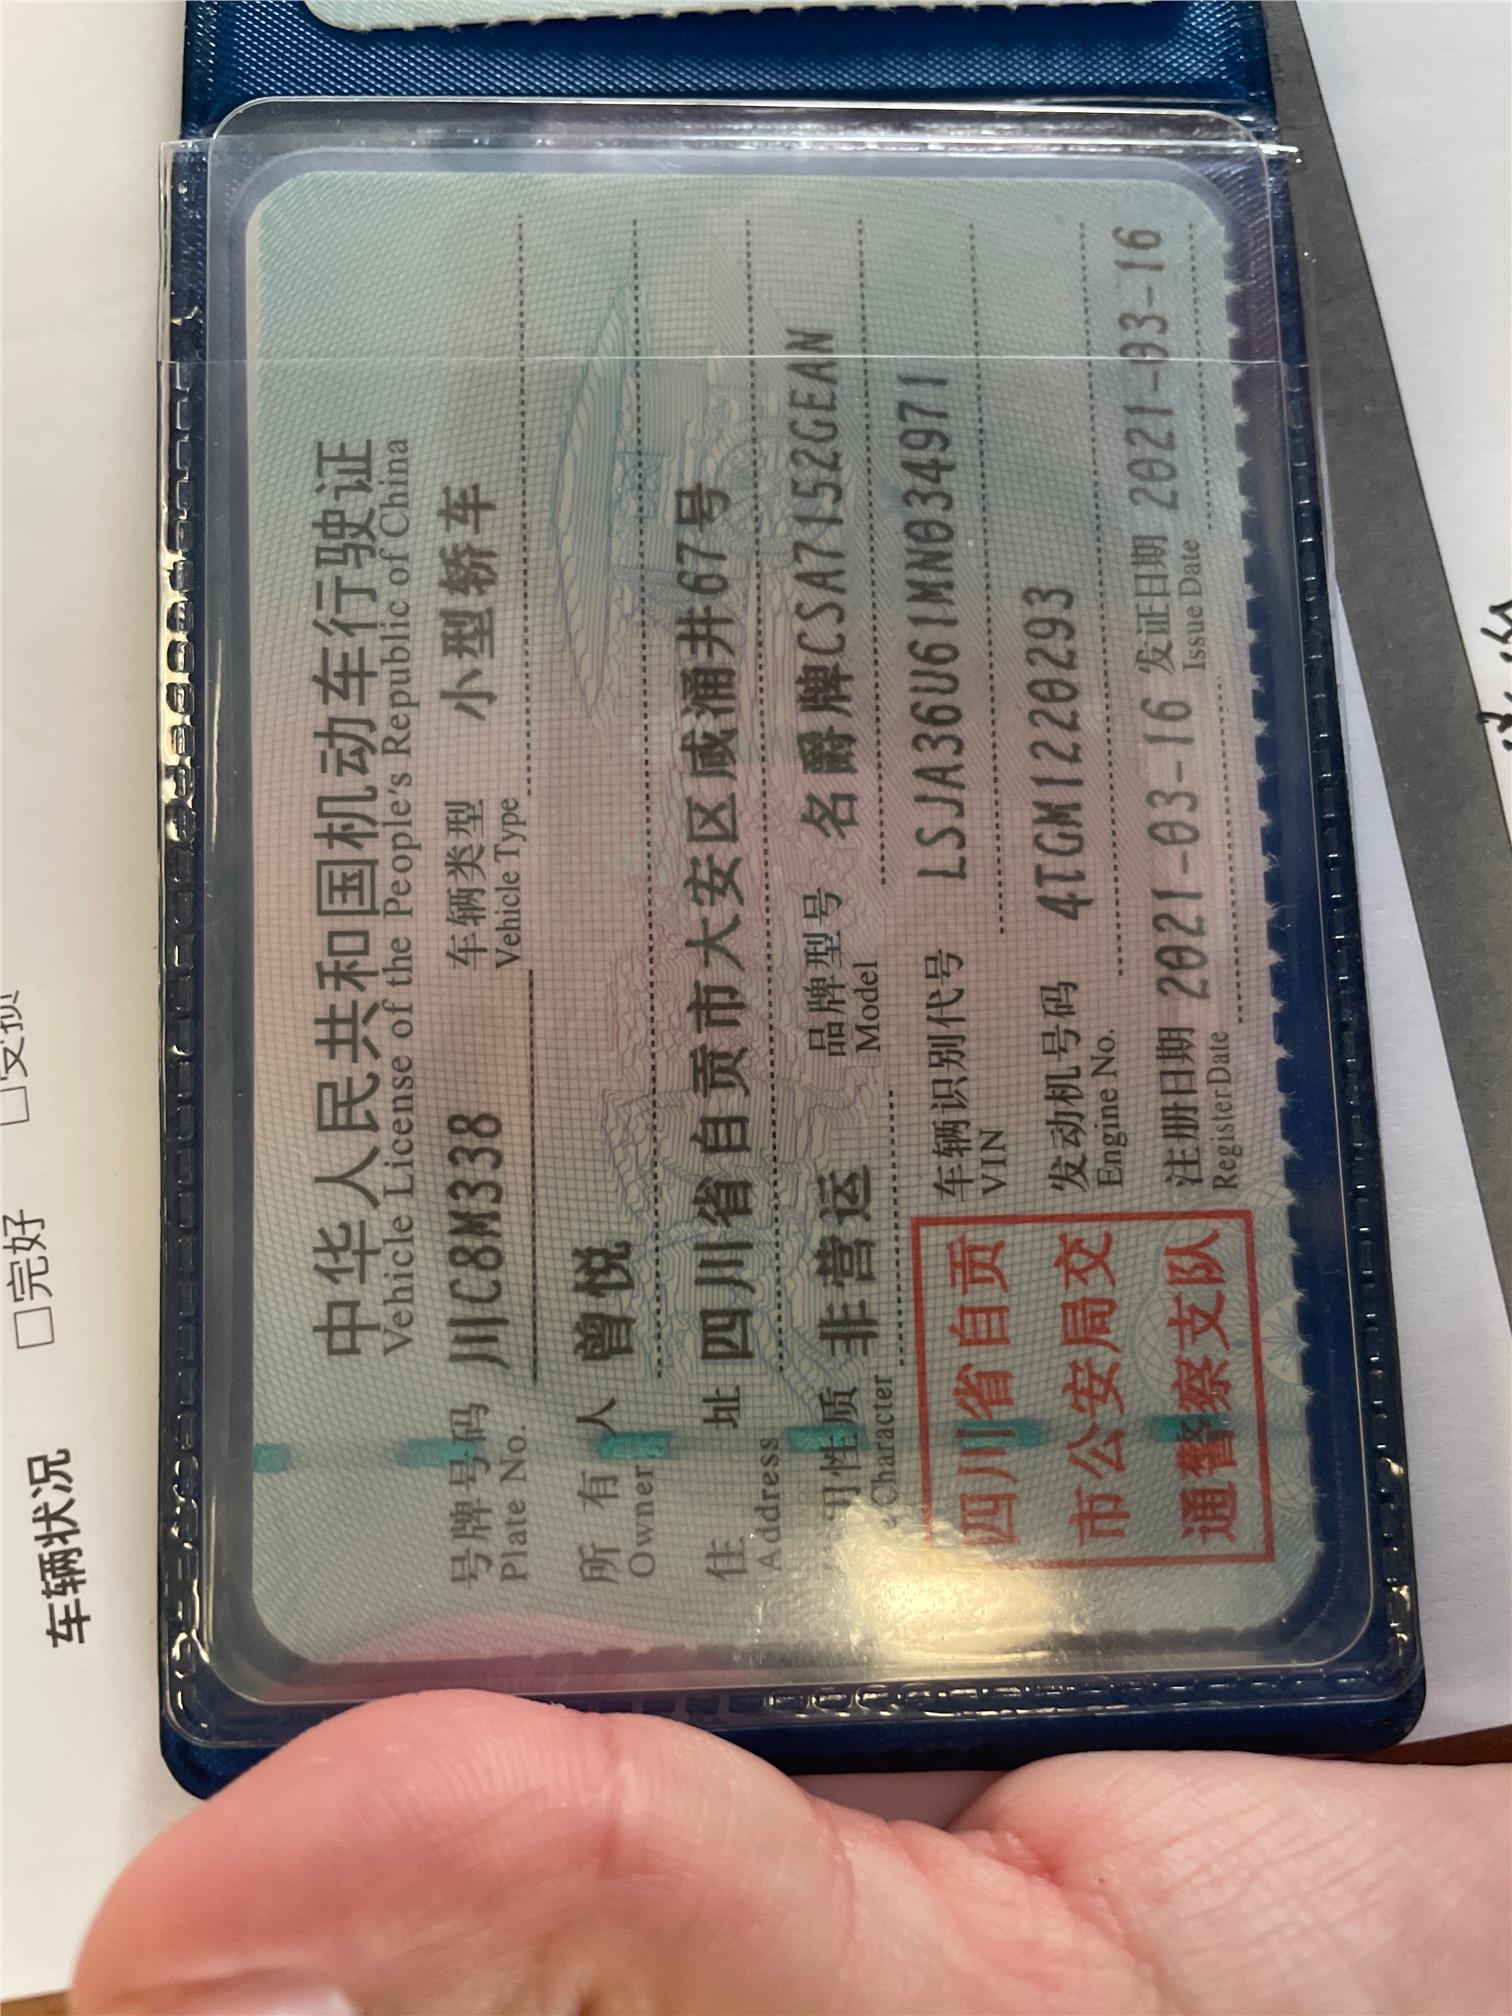 中华人民共和国机动车行驶证
Vehicle License of the People's Republic of China
号牌号码 川C8M338 车辆类型 小型轿车
Plate No. Vehicle Type
所有人 曾悦
Owner
住址 四川省自贡市大安区咸涌井67号
Address
用性质 非营运 品牌型号 名爵牌CSA7152GEAN
Character Model
四川省自贡
市公安局交
通警察支队
车辆识别代号 LSJA36U61MN034971
VIN
发动机号码 4TGM1220293
Engine No.
注册日期 2021-03-16 发证日期 2021-03-16
Register Date Issue Date
车辆状况 □完好 □受损